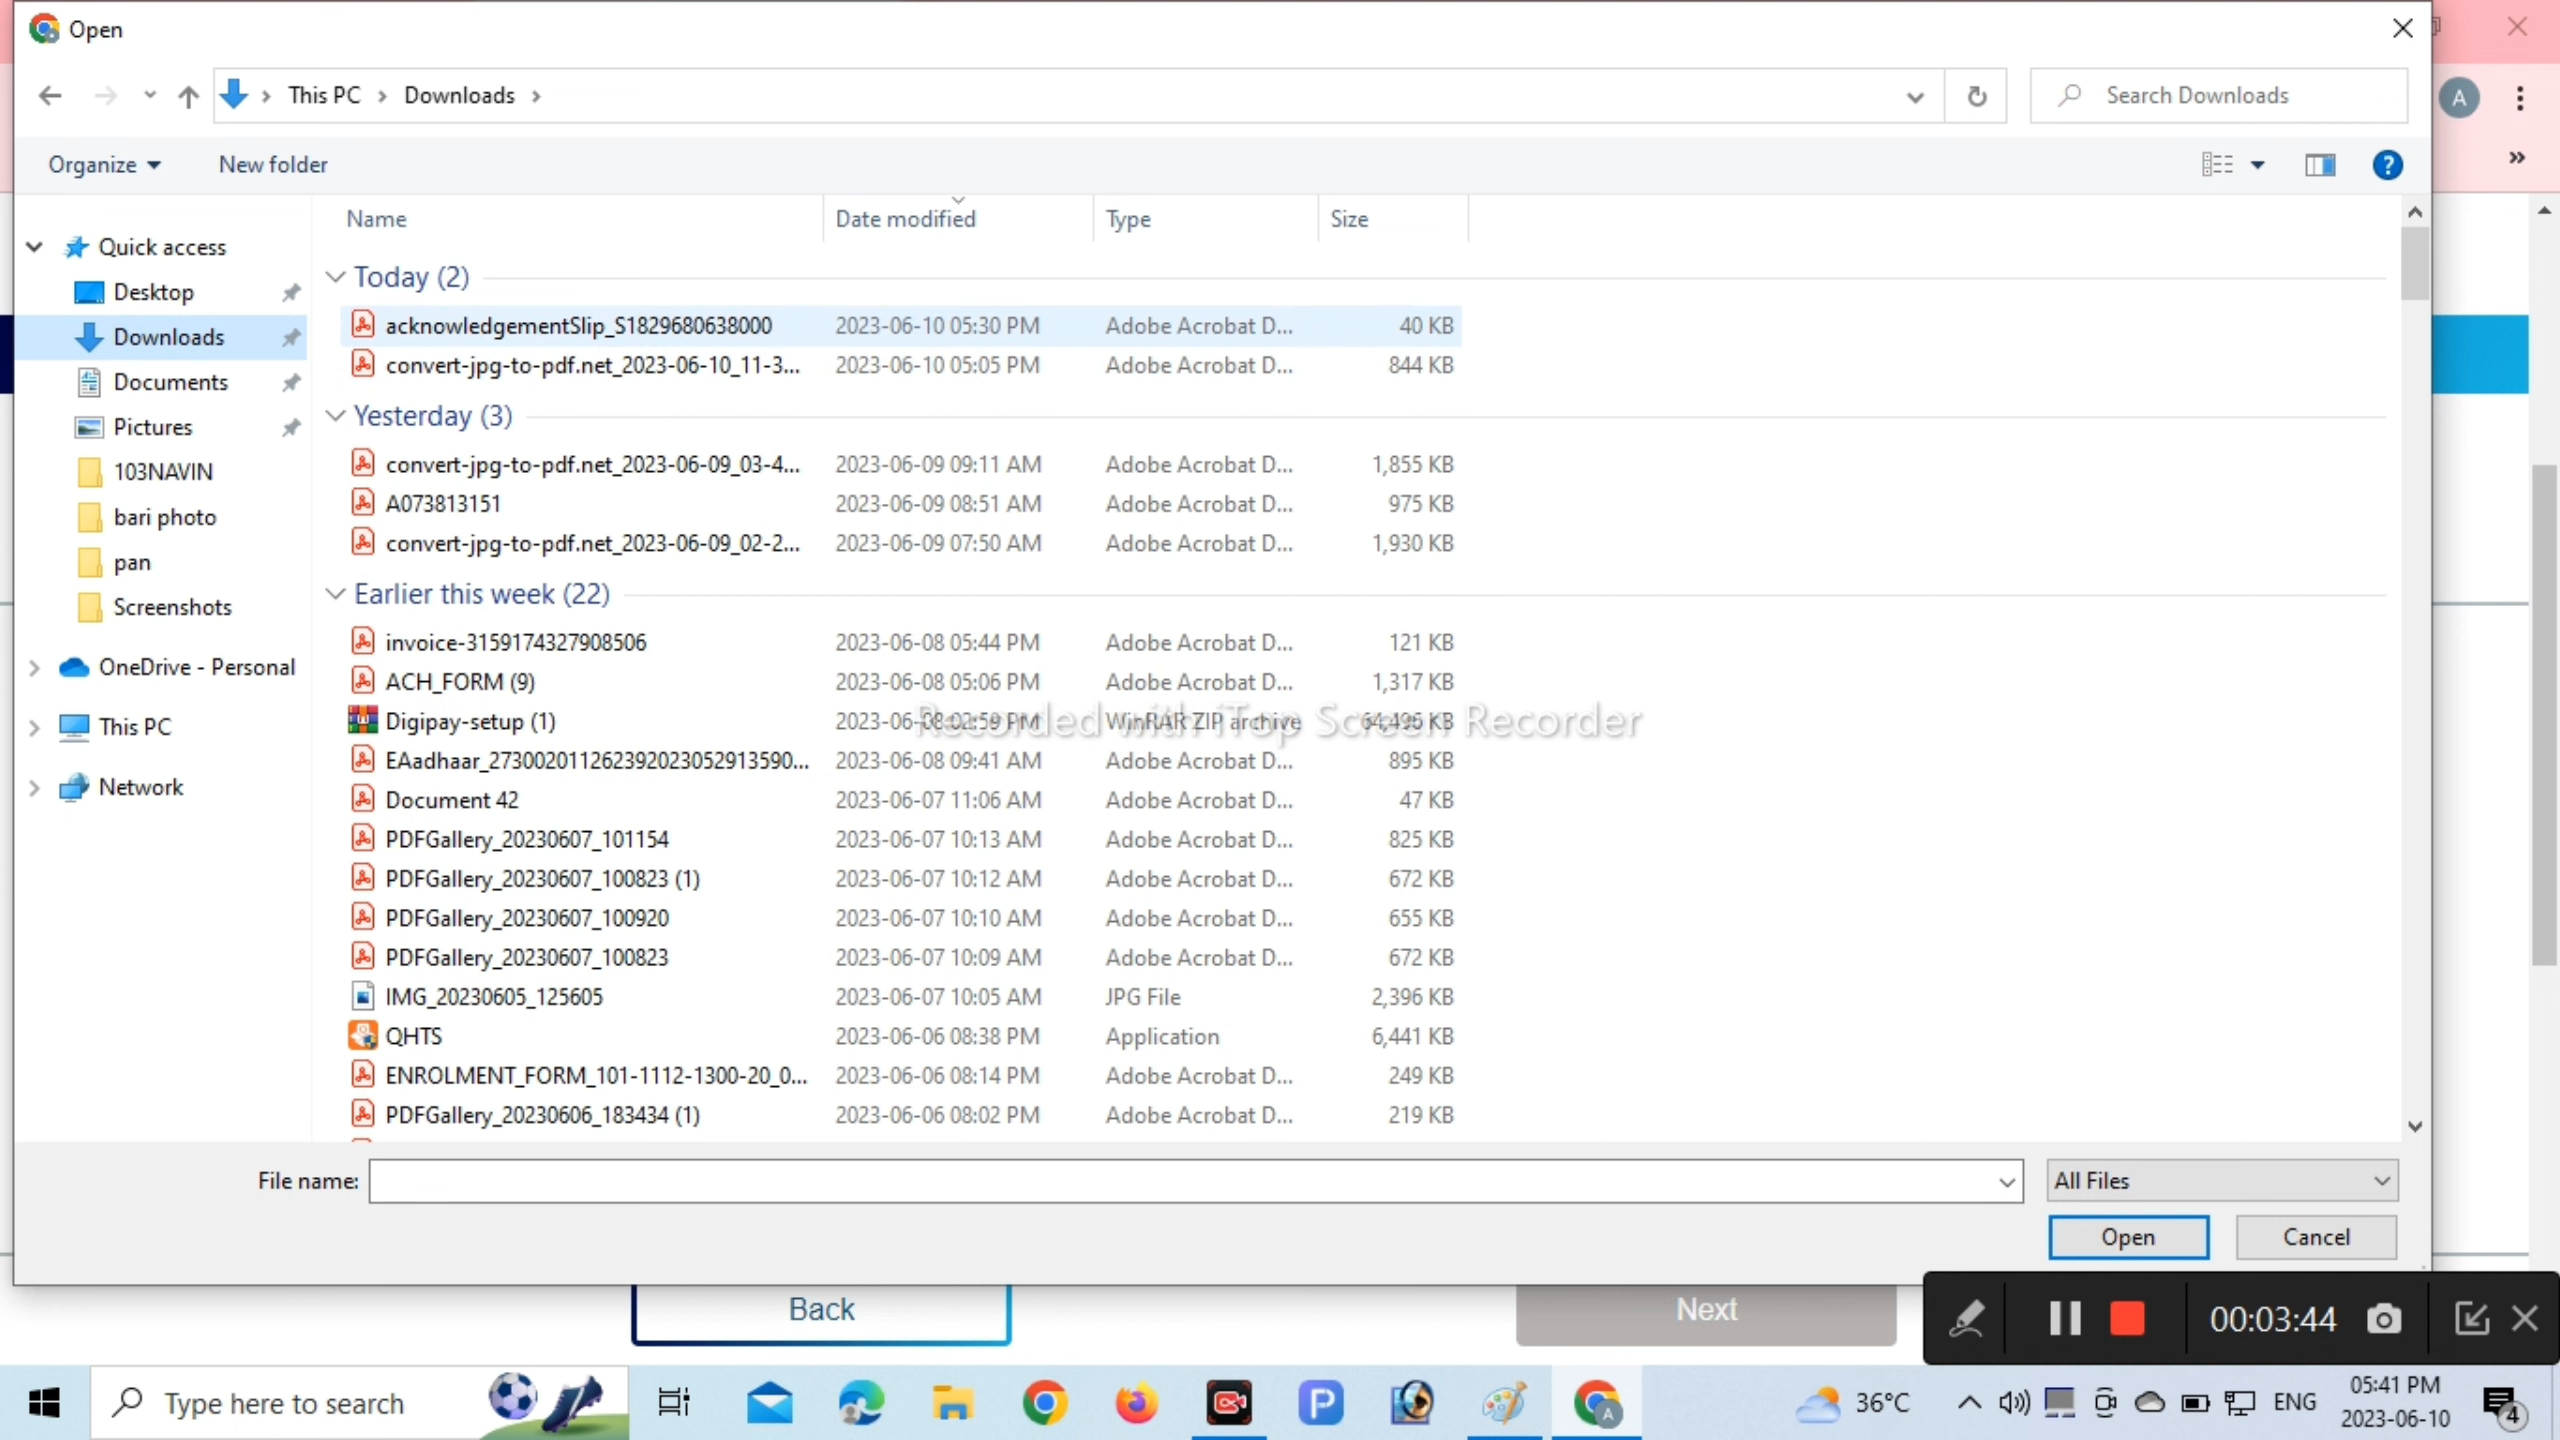 Open
This PC Downloads
Search Downloads
A
Organize New folder
Name Date modified Type Size
Quick access
Desktop
Downloads
Documents
Pictures
103NAVIN
bari photo
pan
Screenshots
OneDrive - Personal
This PC
Network
Today (2)
acknowledgementSlip_S1829680638000 2023-06-10 05:30 PM Adobe Acrobat D... 40 KB
convert-jpg-to-pdf.net_2023-06-10_11-3... 2023-06-10 05:05 PM Adobe Acrobat D... 844 KB
Yesterday (3)
convert-jpg-to-pdf.net_2023-06-09_03-4... 2023-06-09 09:11 AM Adobe Acrobat D... 1,855 KB
A073813151 2023-06-09 08:51 AM Adobe Acrobat D... 975 KB
convert-jpg-to-pdf.net_2023-06-09_02-2... 2023-06-09 07:50 AM Adobe Acrobat D... 1,930 KB
Earlier this week (22)
invoice-3159174327908506 2023-06-08 05:44 PM Adobe Acrobat D... 121 KB
ACH_FORM (9) 2023-06-08 05:06 PM Adobe Acrobat D... 1,317 KB
Digipay-setup (1) 2023-06-08 02:59 PM WinRAR ZIP archive 64,496 KB
Recorded with iTop Screen Recorder
EAadhaar_273002011262392023052913590... 2023-06-08 09:41 AM Adobe Acrobat D... 895 KB
Document 42 2023-06-07 11:06 AM Adobe Acrobat D... 47 KB
PDFGallery_20230607_101154 2023-06-07 10:13 AM Adobe Acrobat D... 825 KB
PDFGallery_20230607_100823 (1) 2023-06-07 10:12 AM Adobe Acrobat D... 672 KB
PDFGallery_20230607_100920 2023-06-07 10:10 AM Adobe Acrobat D... 655 KB
PDFGallery_20230607_100823 2023-06-07 10:09 AM Adobe Acrobat D... 672 KB
IMG_20230605_125605 2023-06-07 10:05 AM JPG File 2,396 KB
QHTS 2023-06-06 08:38 PM Application 6,441 KB
ENROLMENT_FORM_101-1112-1300-20_0... 2023-06-06 08:14 PM Adobe Acrobat D... 249 KB
PDFGallery_20230606_183434 (1) 2023-06-06 08:02 PM Adobe Acrobat D... 219 KB
File name: All Files
Open Cancel
Back Next
00:03:44
Type here to search
36°C ENG
05:41 PM
2023-06-10
4